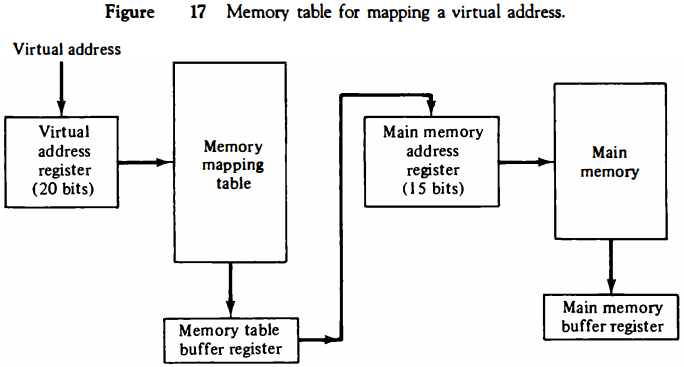 Figure 17 Memory table for mapping a virtual address.
Virtual address
Virtual
address
register
(20 bits)
Memory
mapping
table
Memory table
buffer register
Main memory
address
register
(15 bits)
Main
memory
Main memory
buffer register